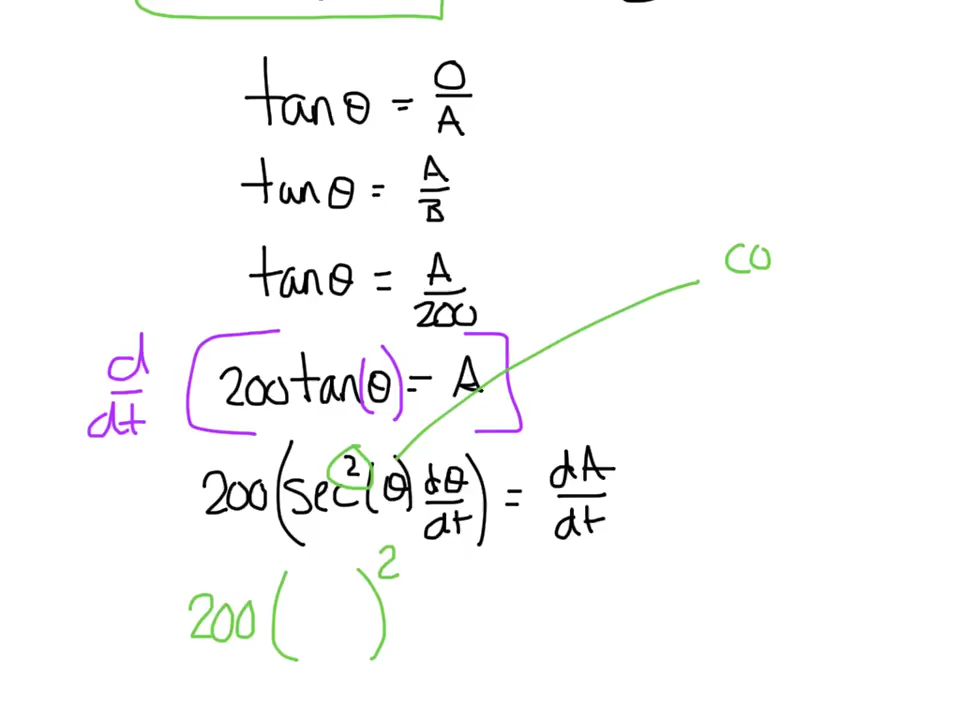 tanθ = O/A
tanθ = A/B
tanθ = A/200
co
d/dt [200tan(θ) = A]
200(sec²(θ) dθ/dt) = dA/dt
200( )²